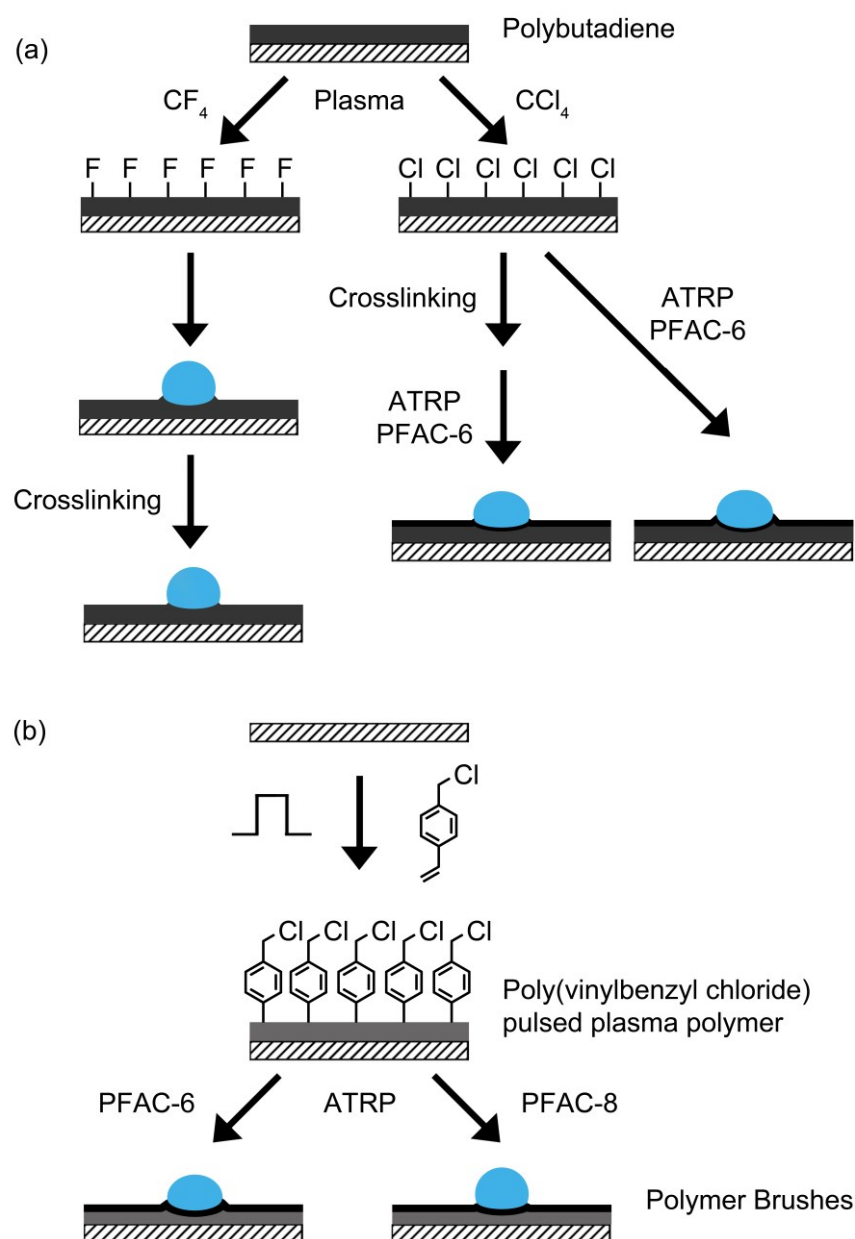 (a)
Polybutadiene
CF4 Plasma CCl4
F F F F F F
Cl Cl Cl Cl Cl Cl
Crosslinking
ATRP
PFAC-6
ATRP
PFAC-6
Crosslinking
(b)
Cl
Cl Cl Cl Cl Cl
Poly(vinylbenzyl chloride)
pulsed plasma polymer
PFAC-6 ATRP PFAC-8
Polymer Brushes